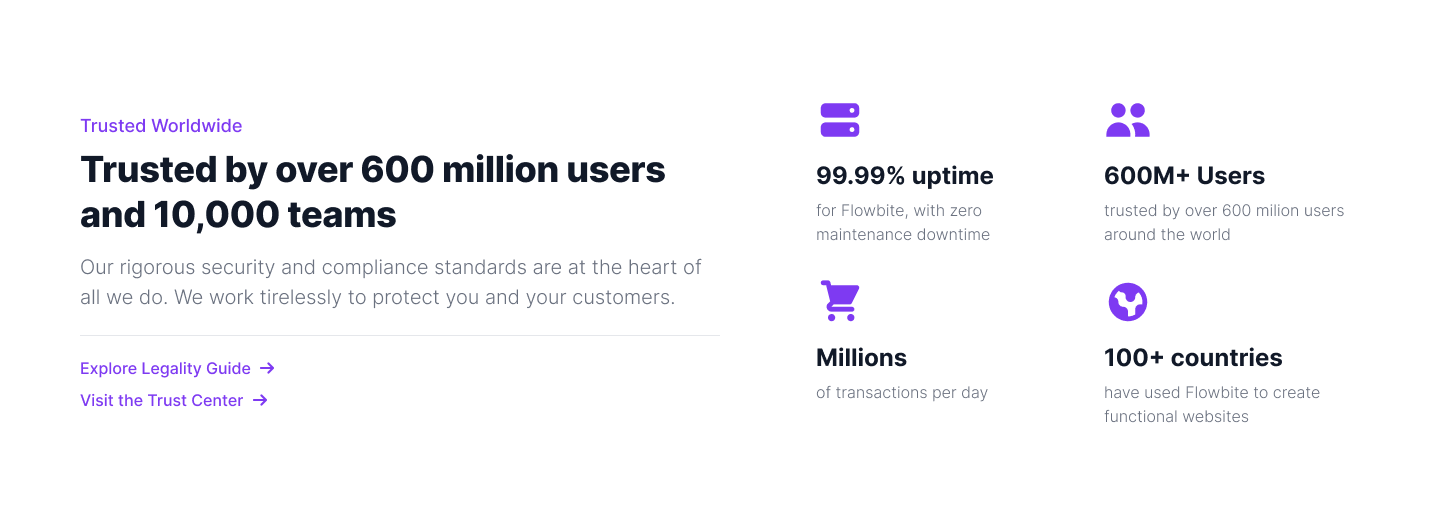 Trusted Worldwide
Trusted by over 600 million users
and 10,000 teams
Our rigorous security and compliance standards are at the heart of
all we do. We work tirelessly to protect you and your customers.
Explore Legality Guide
Visit the Trust Center
99.99% uptime
for Flowbite, with zero
maintenance downtime
600M+ Users
trusted by over 600 milion users
around the world
Millions
of transactions per day
100+ countries
have used Flowbite to create
functional websites